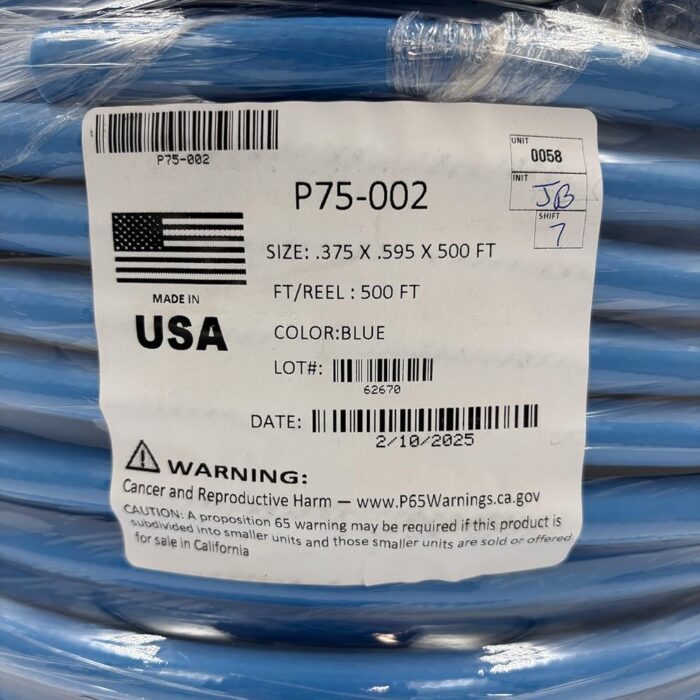 P75-002
UNIT
0058
INIT
JB
SHIFT
7
P75-002
SIZE: .375 X .595 X 500 FT
MADE IN
USA
FT/REEL : 500 FT
COLOR:BLUE
LOT#:
62670
DATE:
2/10/2025
WARNING:
Cancer and Reproductive Harm — www.P65Warnings.ca.gov
CAUTION: A proposition 65 warning may be required if this product is
subdivided into smaller units and those smaller units are sold or offered
for sale in California